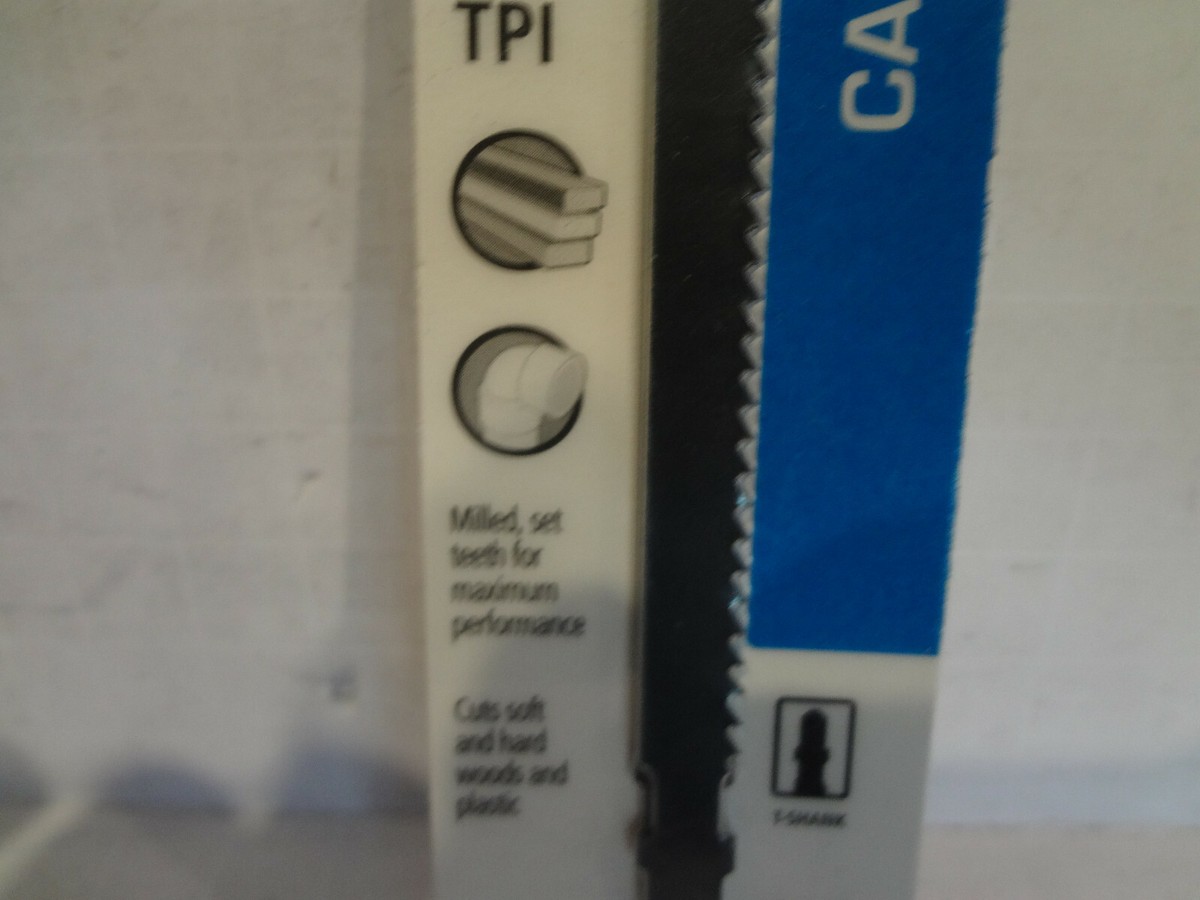 TPI
CA
Milled, set
teeth for
maximum
performance
Cuts soft
and hard
woods and
plastic
T-SHANK